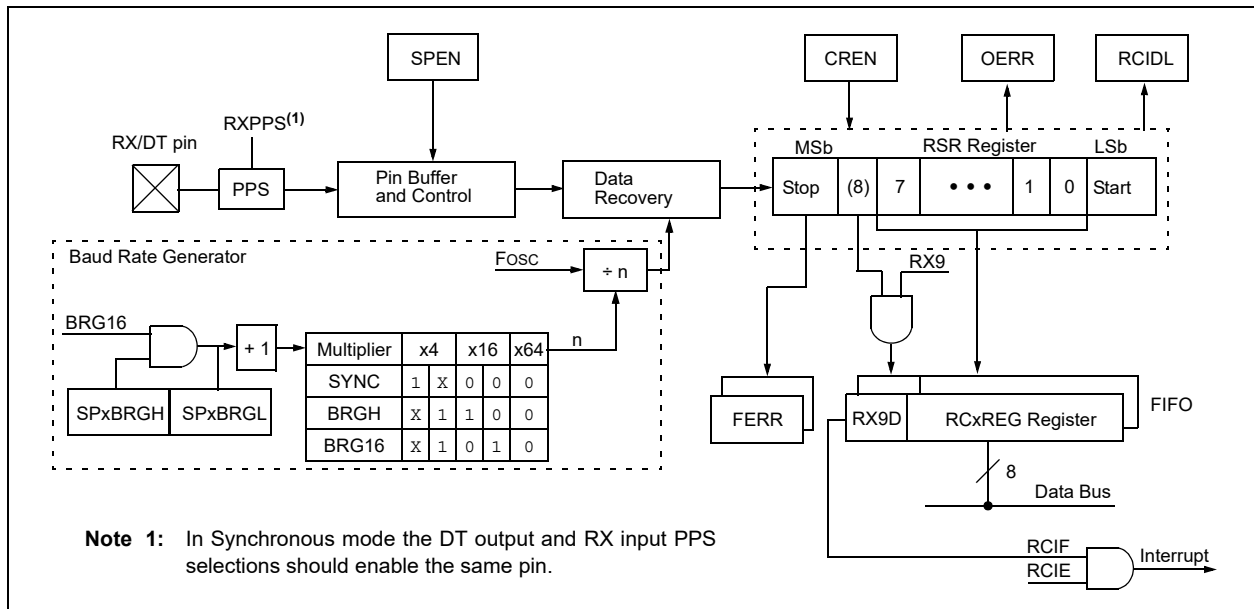 SPEN
CREN
OERR
RCIDL
RXPPS(1)
RX/DT pin
PPS
Pin Buffer
and Control
Data
Recovery
MSb
RSR Register
LSb
Stop
(8)
7
• • •
1
0
Start
Baud Rate Generator
FOSC
÷ n
RX9
BRG16
+ 1
n
Multiplier x4 x16 x64
SYNC 1 X 0 0 0
BRGH X 1 1 0 0
BRG16 X 1 0 1 0
SPxBRGH
SPxBRGL
FERR
RX9D
RCxREG Register
FIFO
8
Data Bus
Note 1: In Synchronous mode the DT output and RX input PPS
selections should enable the same pin.
RCIF
RCIE
Interrupt